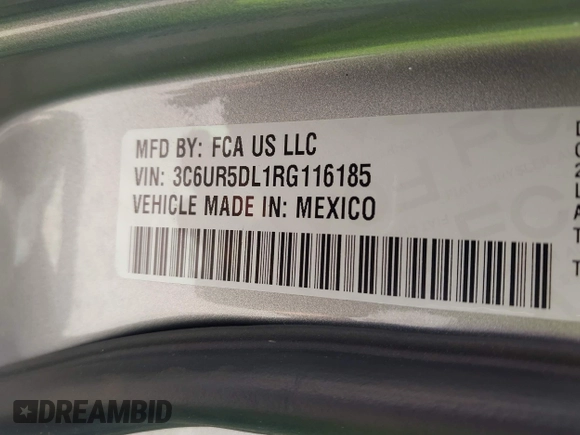 MFD BY: FCA US LLC
VIN: 3C6UR5DL1RG116185
VEHICLE MADE IN: MEXICO
DREAMBID